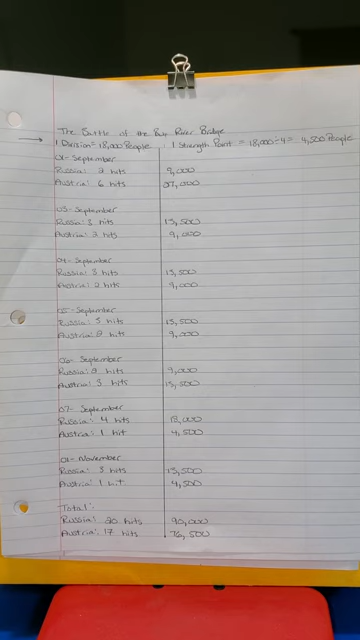 The Battle of the Bug River Bridge
1 Division = 18,000 People : 1 Strength Point = 18,000 ÷ 4 = 4,500 People
01-September
Russia: 2 hits 9,000
Austria: 6 hits 27,000
03-September
Russia: 3 hits 13,500
Austria: 2 hits 9,000
04-September
Russia: 3 hits 13,500
Austria: 2 hits 9,000
05-September
Russia: 3 hits 13,500
Austria: 2 hits 9,000
06-September
Russia: 2 hits 9,000
Austria: 3 hits 13,500
07-September
Russia: 4 hits 18,000
Austria: 1 hit 4,500
01-November
Russia: 3 hits 13,500
Austria: 1 hit 4,500
Total:
Russia: 20 hits 90,000
Austria: 17 hits 76,500